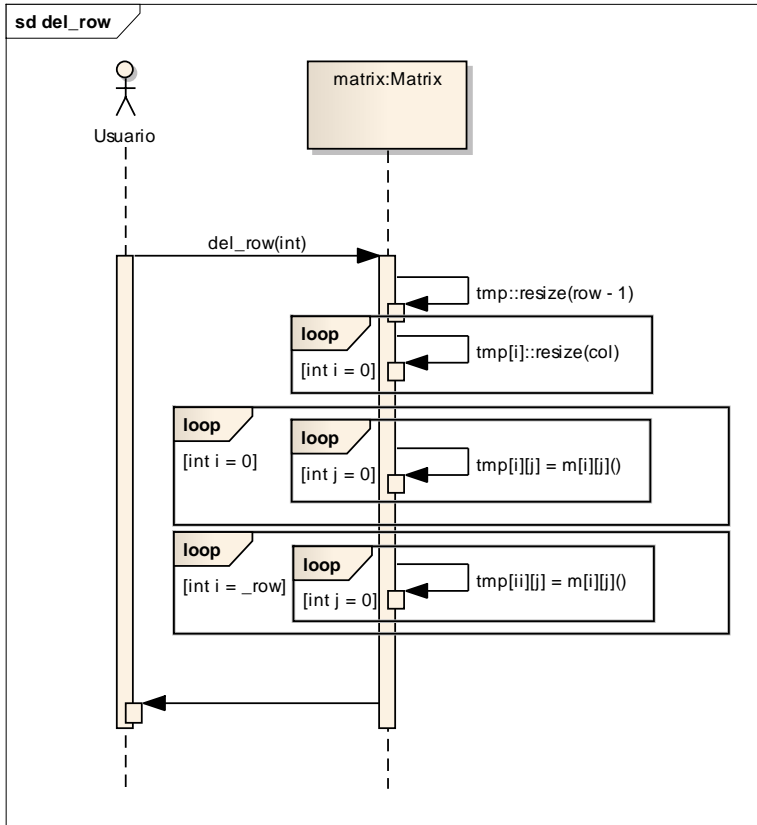 sd del_row
matrix:Matrix
Usuario
del_row(int)
tmp::resize(row - 1)
loop
tmp[i]::resize(col)
[int i = 0]
loop
loop
[int i = 0]
[int j = 0]
tmp[i][j] = m[i][j]()
loop
loop
tmp[ii][j] = m[i][j]()
[int i = _row]
[int j = 0]